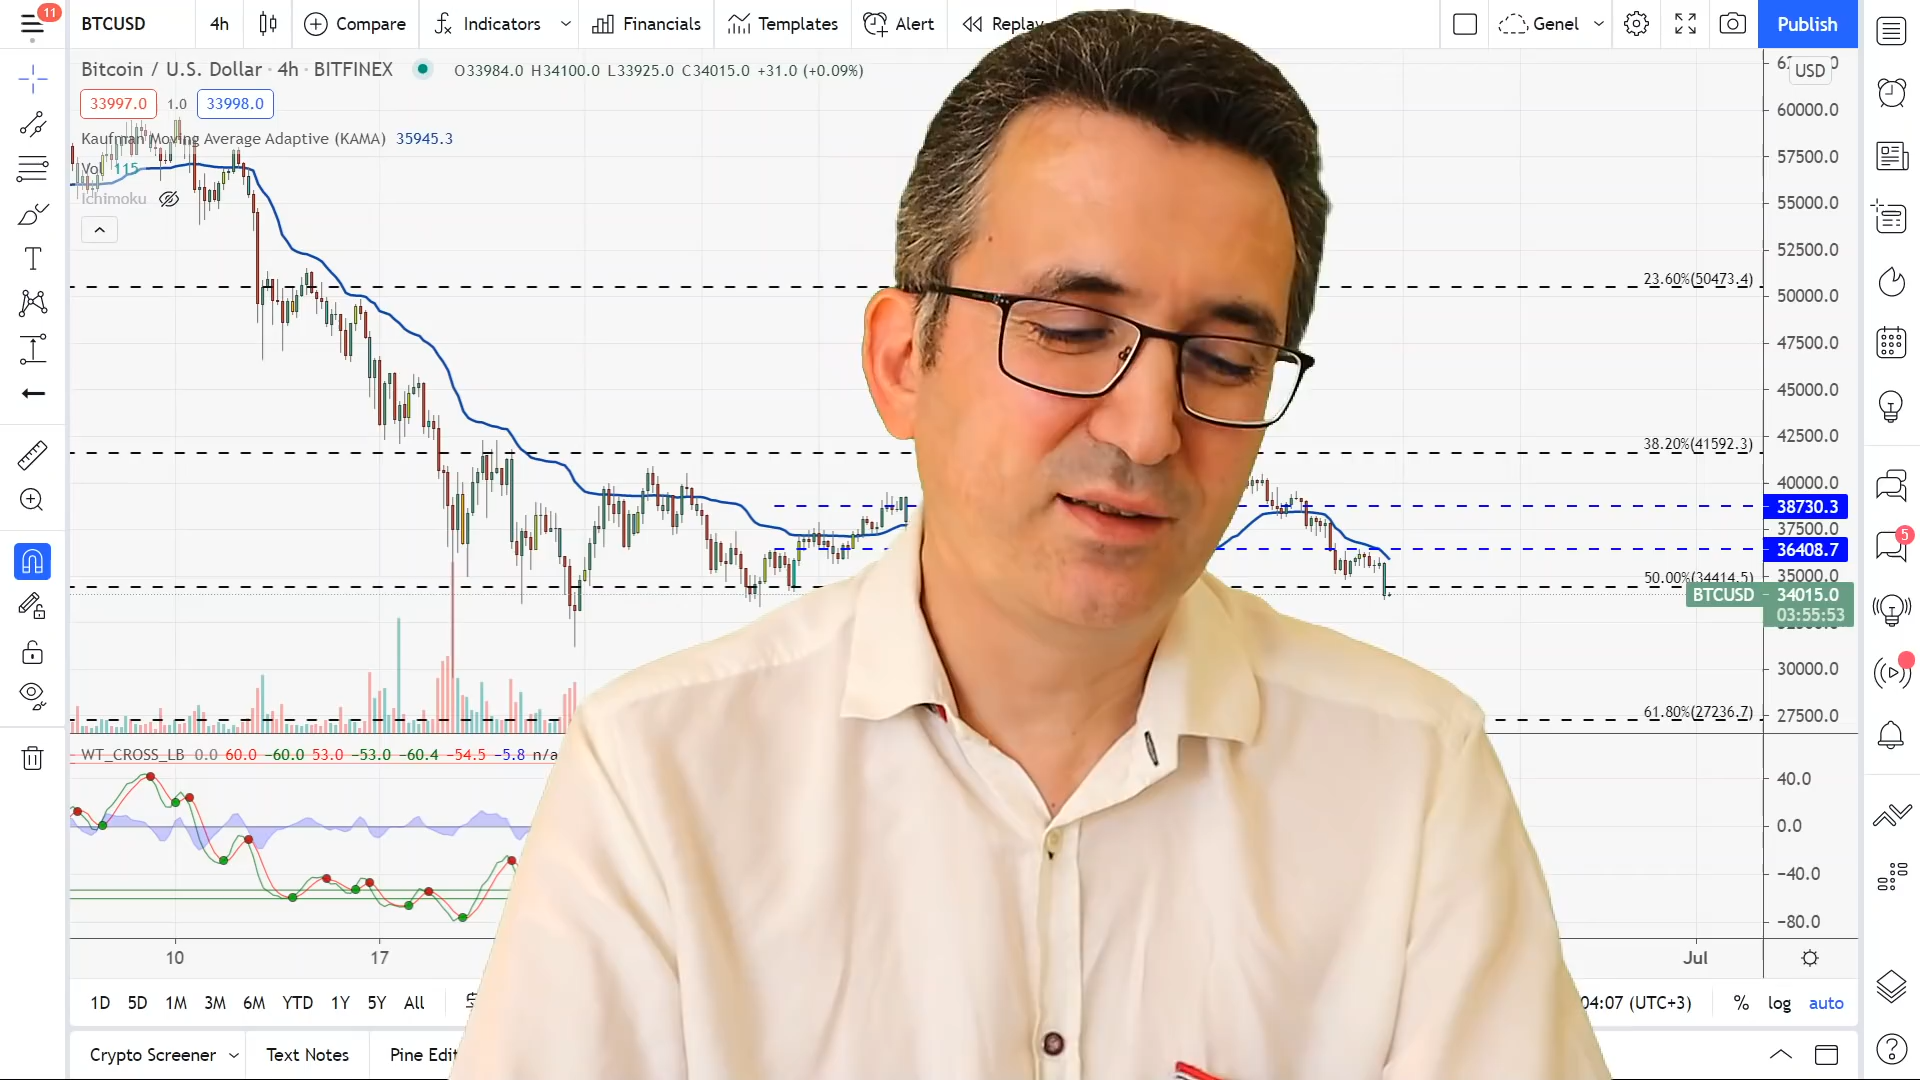 11
BTCUSD 4h Compare Indicators Financials Templates Alert Replay Genel Publish
Bitcoin / U.S. Dollar · 4h · BITFINEX O33984.0 H34100.0 L33925.0 C34015.0 +31.0 (+0.09%)
USD
33997.0 1.0 33998.0
60000.0
Kaufman Moving Average Adaptive (KAMA) 35945.3
57500.0
Vol 115
Ichimoku
55000.0
52500.0
23.60%(50473.4)
50000.0
47500.0
45000.0
42500.0
38.20%(41592.3)
40000.0
38730.3
37500.0
5
36408.7
35000.0
50.00%(34414.5)
BTCUSD 34015.0
03:55:53
30000.0
61.80%(27236.7)
27500.0
WT_CROSS_LB 0.0 60.0 −60.0 53.0 −53.0 −60.4 −54.5 −5.8 n/a
40.0
0.0
−40.0
−80.0
10 17 Jul
1D 5D 1M 3M 6M YTD 1Y 5Y All 04:07 (UTC+3) % log auto
Crypto Screener Text Notes Pine Edit